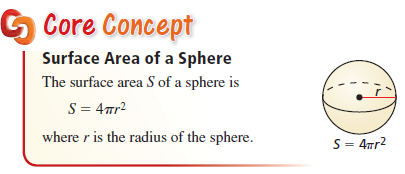 Core Concept
Surface Area of a Sphere
The surface area S of a sphere is
S = 4πr²
where r is the radius of the sphere.
r
S = 4πr²